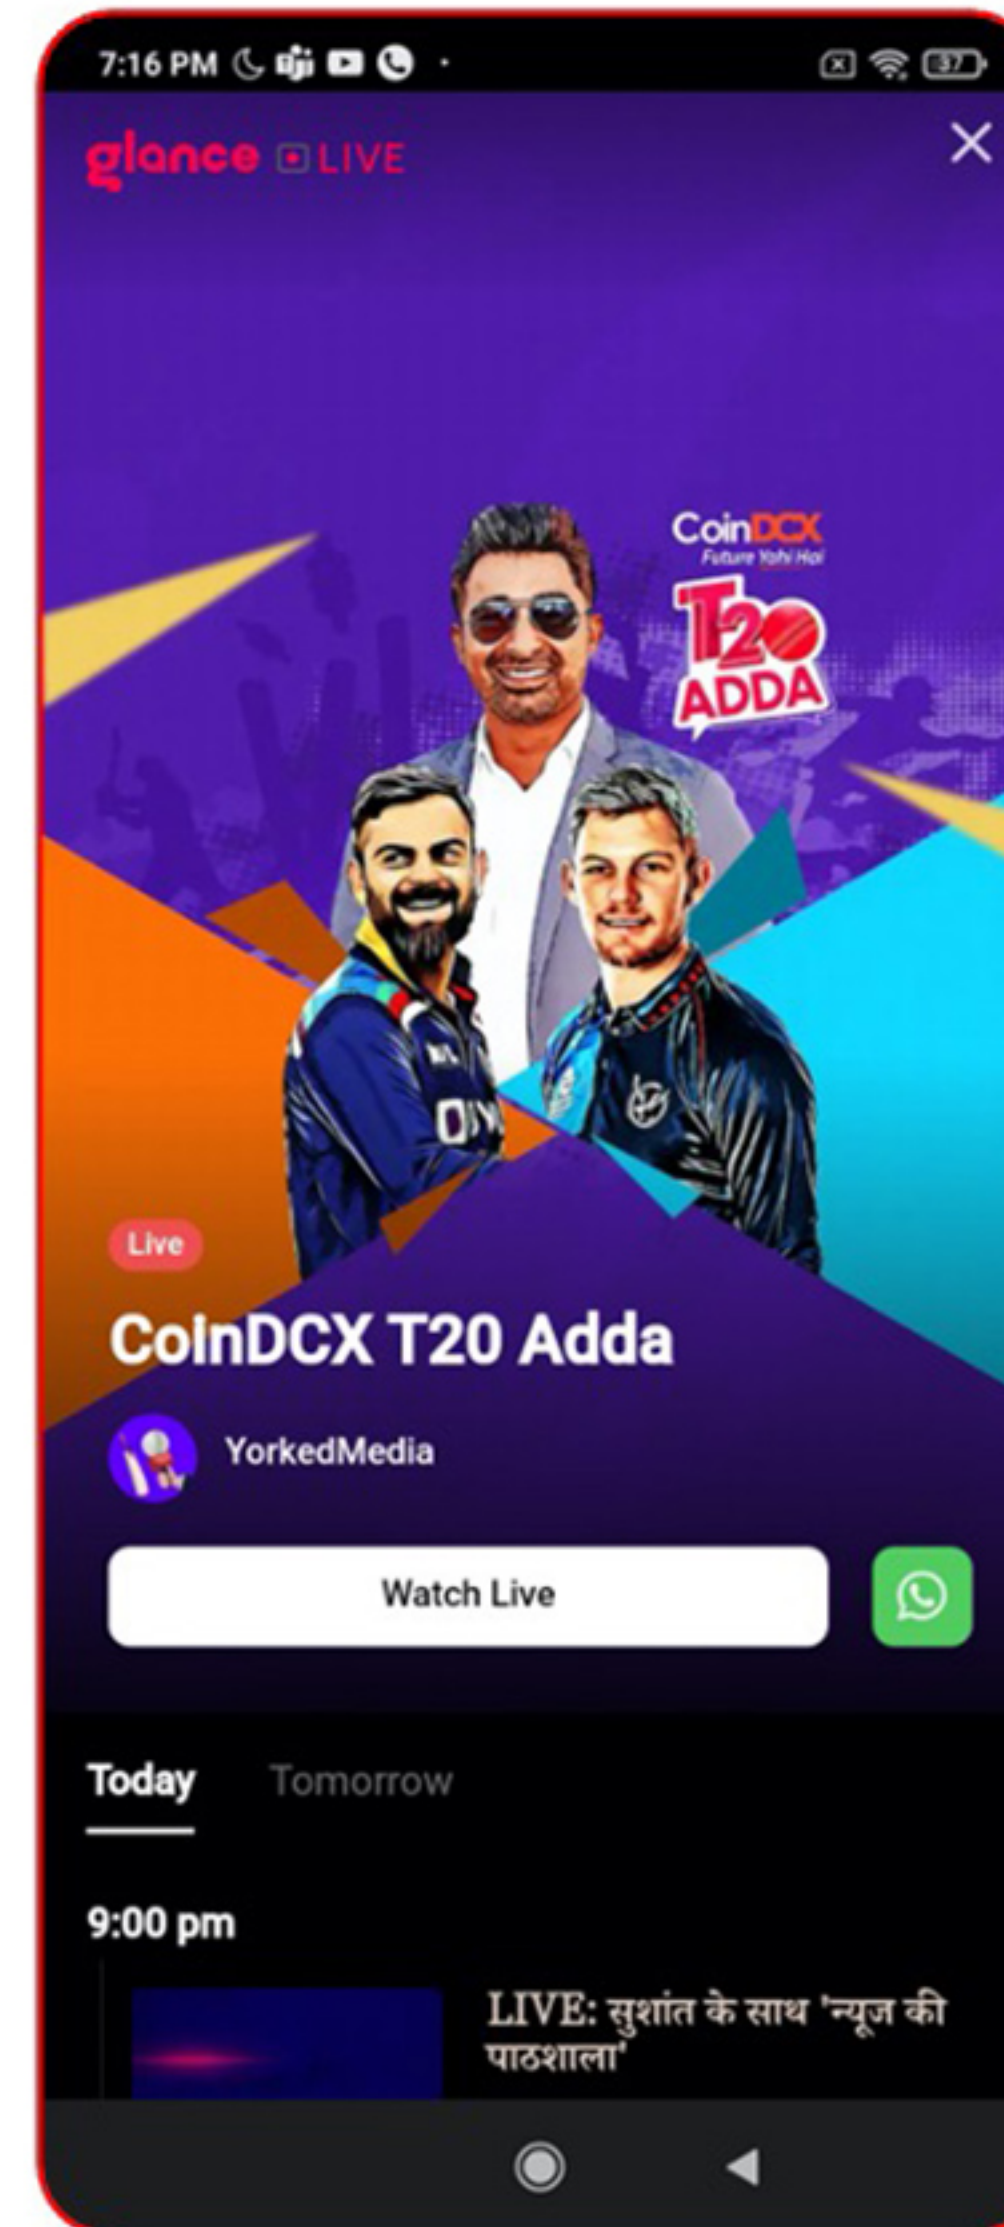 7:16 PM
37
glance LIVE
CoinDCX
Future Yahi Hai
T20
ADDA
Live
CoinDCX T20 Adda
YorkedMedia
Watch Live
Today Tomorrow
9:00 pm
LIVE: सुशांत के साथ 'न्यूज की
पाठशाला'